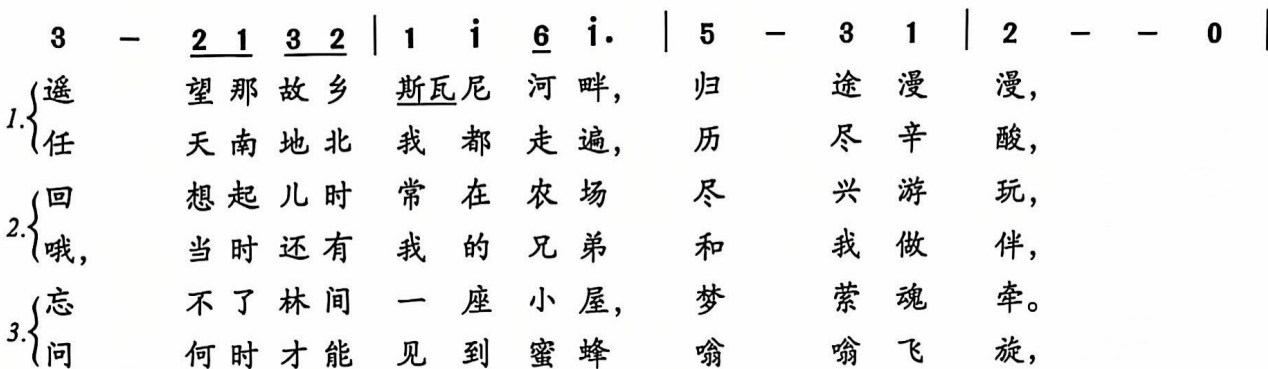 3 - 2 1 3 2 | 1 i 6 i. | 5 - 3 1 | 2 - - 0 |
1. 遥 望那故乡 斯瓦尼河畔, 归 途漫漫,
任 天南地北 我都走遍, 历 尽辛酸,
2. 回 想起儿时 常在农场 尽 兴游玩,
哦, 当时还有 我的兄弟 和 我做伴,
3. 忘 不了林间 一座小屋, 梦 萦魂牵。
问 何时才能 见到蜜蜂 嗡 嗡飞旋,